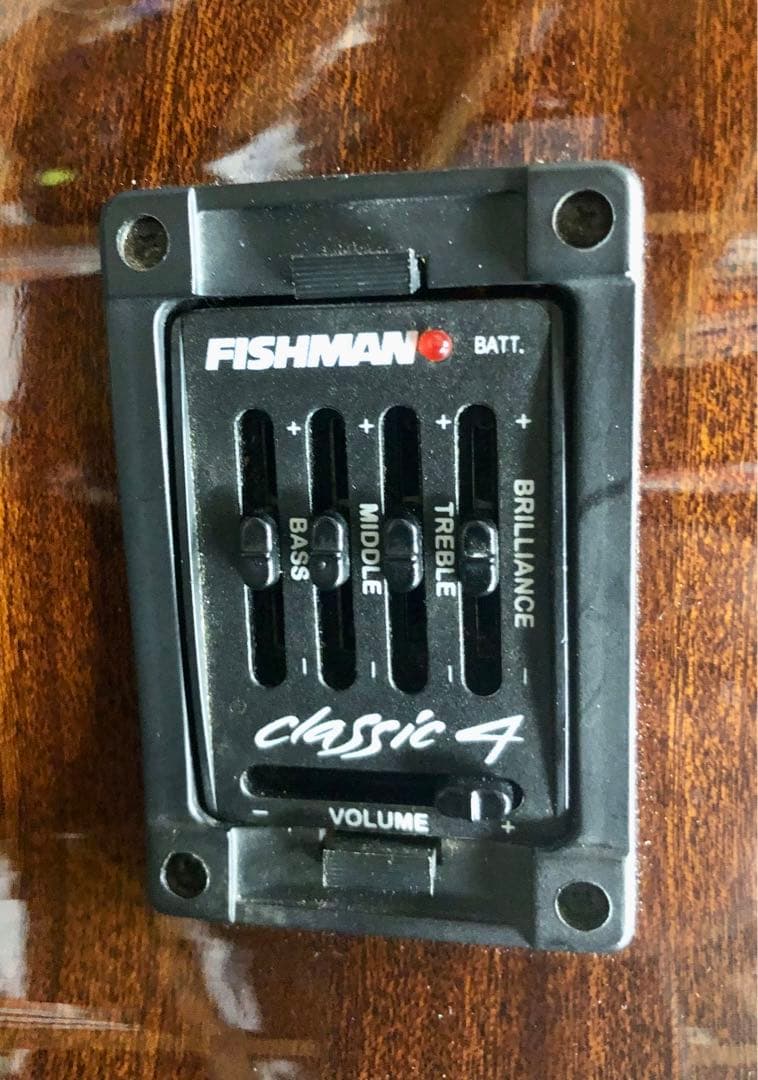 FISHMAN
BATT.
+ + + +
BASS
MIDDLE
TREBLE
BRILLIANCE
- - - -
classic 4
- VOLUME +